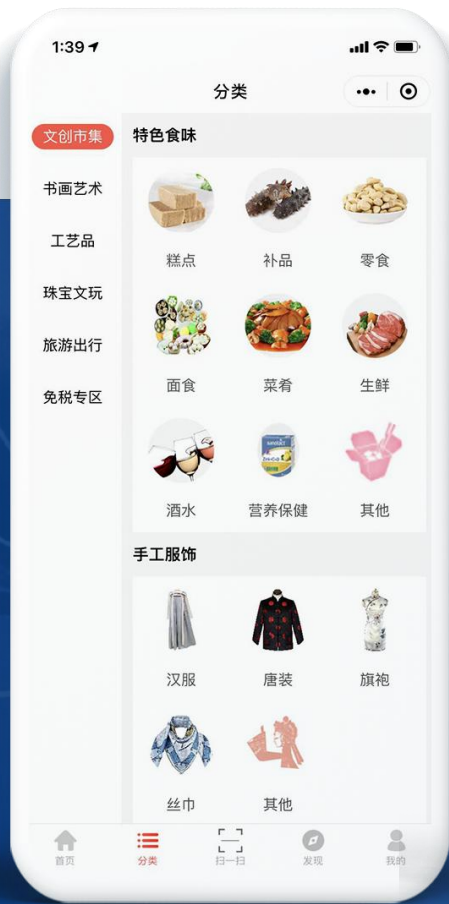 1:39
分类
文创市集
书画艺术
工艺品
珠宝文玩
旅游出行
免税专区
特色食味
糕点 补品 零食
面食 菜肴 生鲜
酒水 营养保健 其他
手工服饰
汉服 唐装 旗袍
丝巾 其他
首页 分类 扫一扫 发现 我的